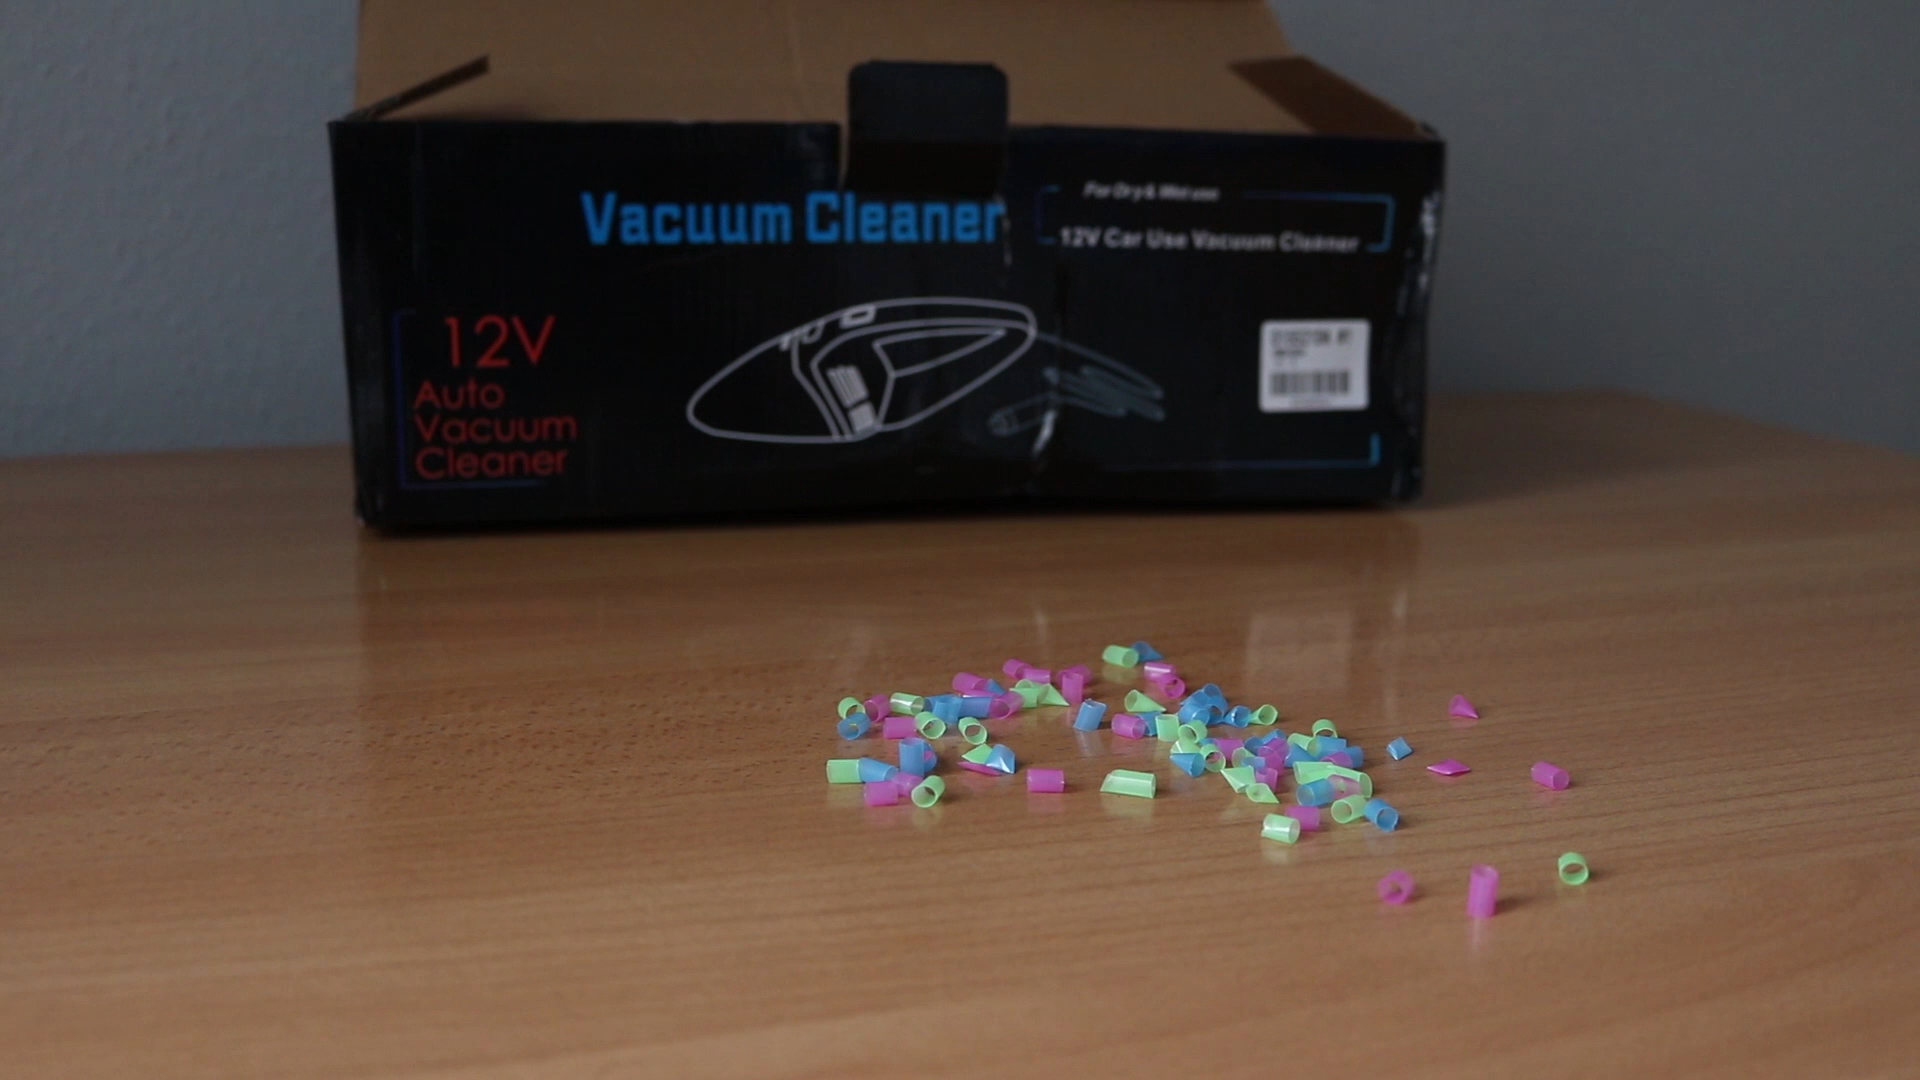 Vacuum Cleaner
For Dry & Wet use
12V Car Use Vacuum Cleaner
12V
Auto
Vacuum
Cleaner